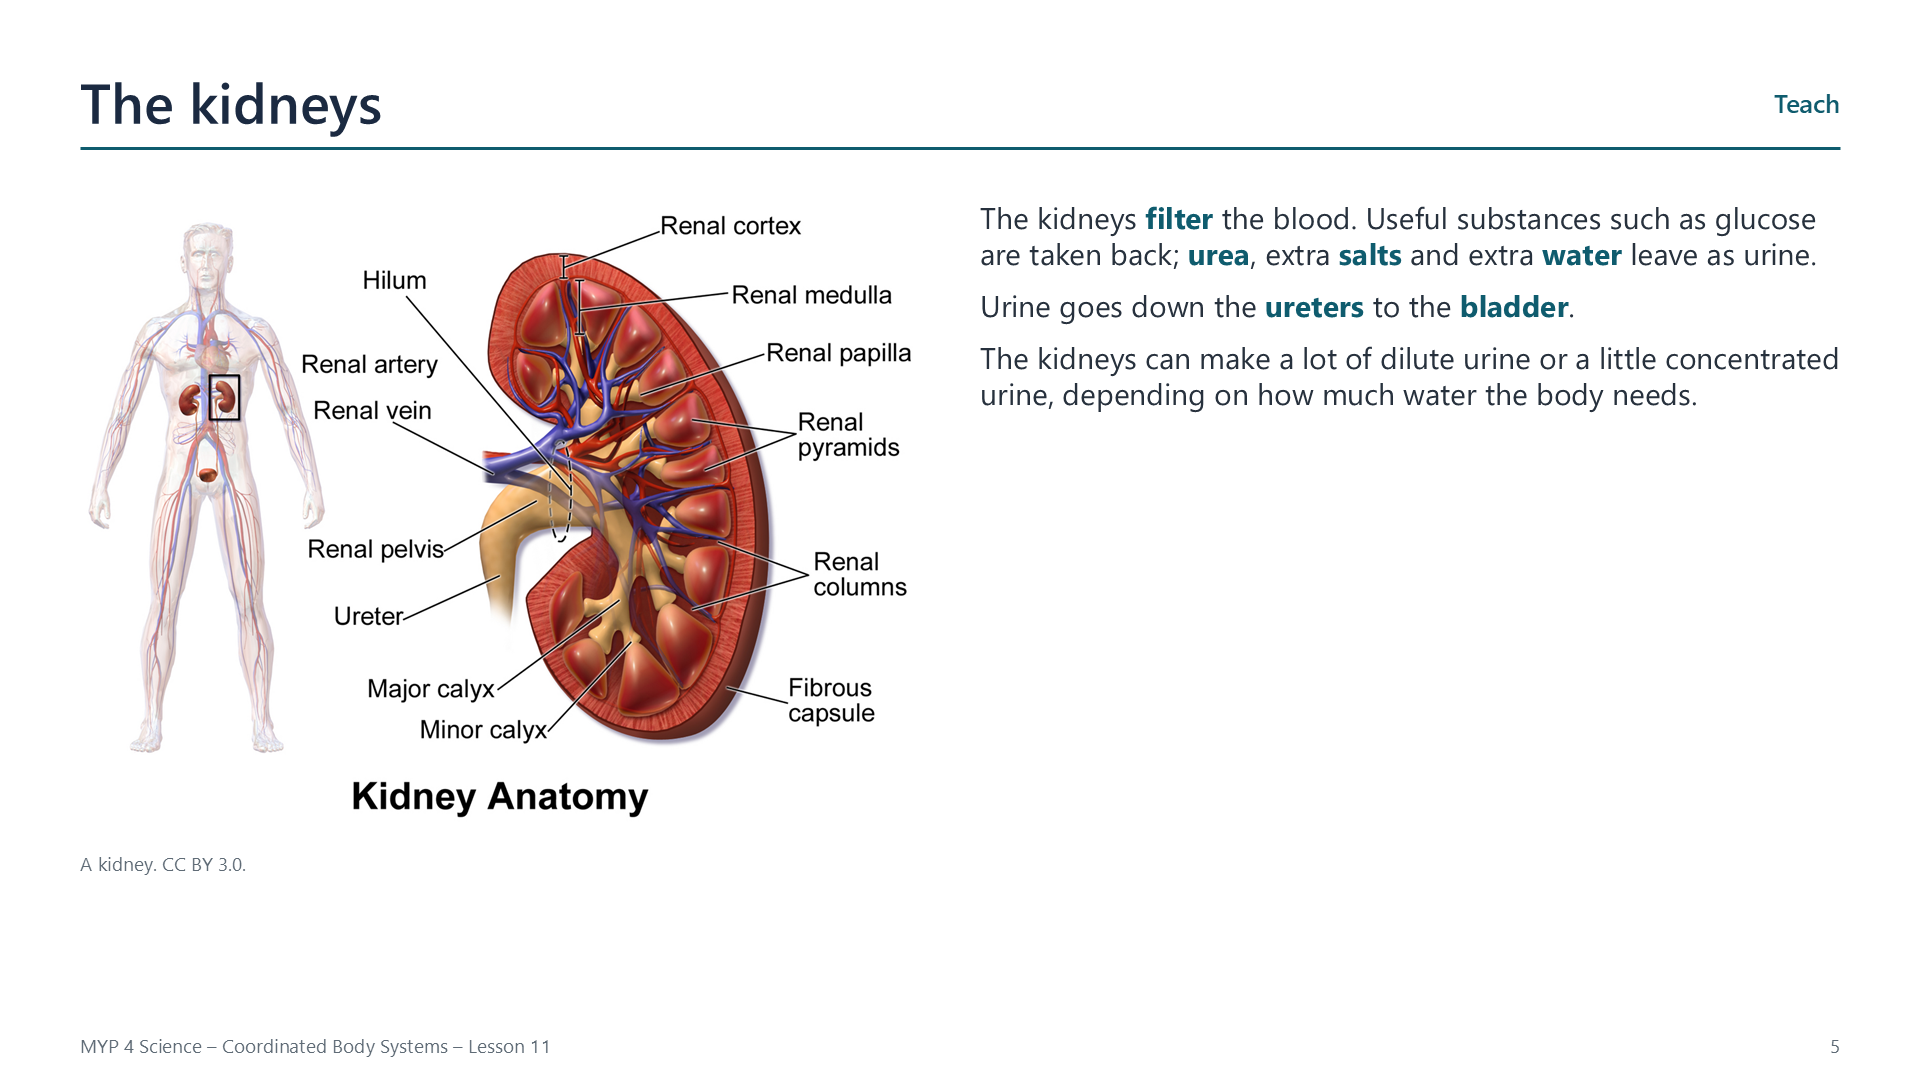 The kidneys
Teach
Renal cortex
Hilum
Renal medulla
Renal artery
Renal papilla
Renal vein
Renal
pyramids
Renal pelvis
Renal
columns
Ureter
Major calyx
Fibrous
capsule
Minor calyx
Kidney Anatomy
A kidney. CC BY 3.0.
The kidneys filter the blood. Useful substances such as glucose
are taken back; urea, extra salts and extra water leave as urine.
Urine goes down the ureters to the bladder.
The kidneys can make a lot of dilute urine or a little concentrated
urine, depending on how much water the body needs.
MYP 4 Science – Coordinated Body Systems – Lesson 11
5